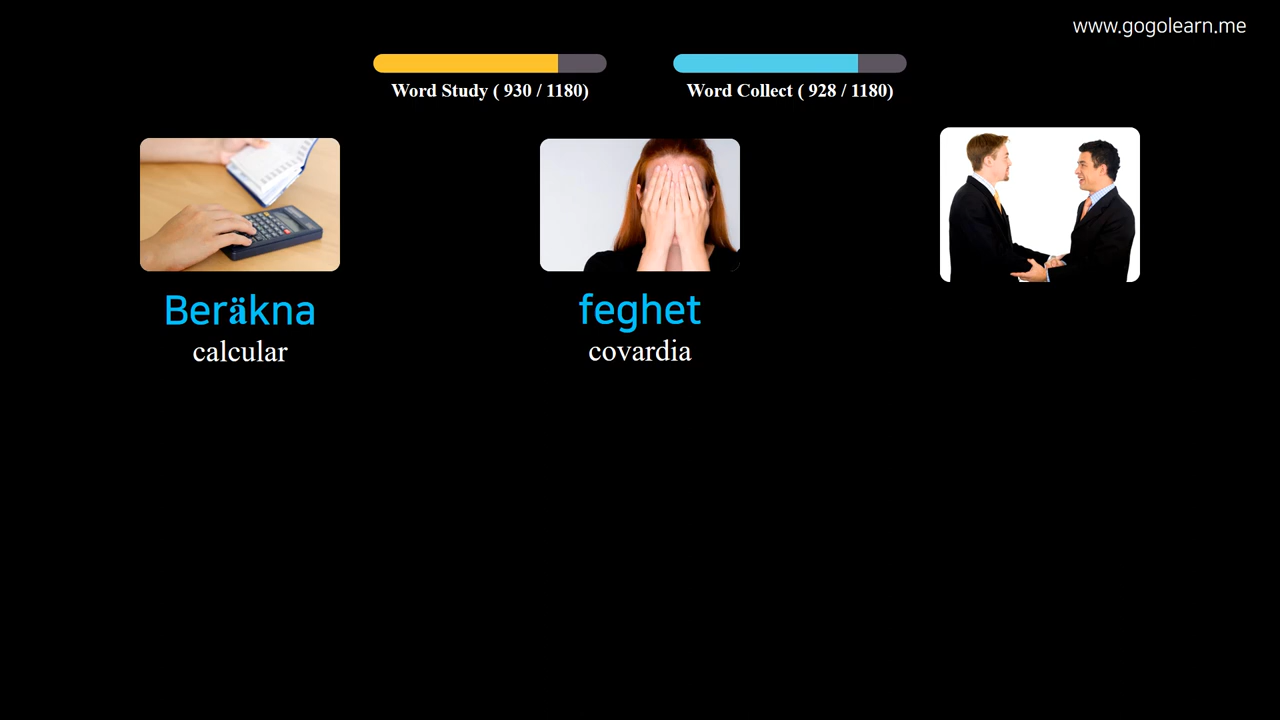 www.gogolearn.me
Word Study ( 930 / 1180)
Word Collect ( 928 / 1180)
Beräkna
calcular
feghet
covardia